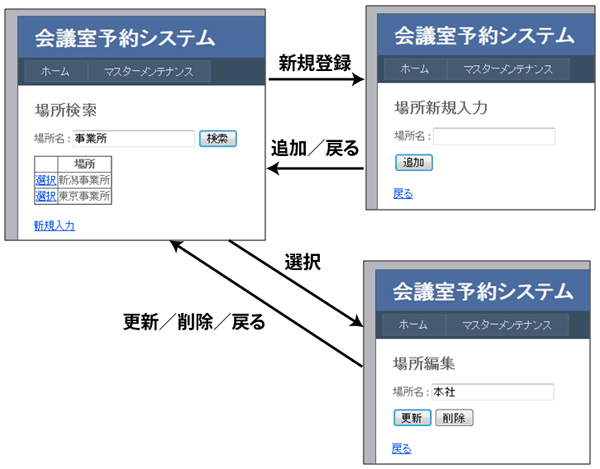 会議室予約システム
ホーム マスターメンテナンス
場所検索
場所名 : 事業所 検索
場所
選択 新潟事業所
選択 東京事業所
新規入力
新規登録
追加／戻る
会議室予約システム
ホーム マスターメンテナンス
場所新規入力
場所名 :
追加
戻る
選択
更新／削除／戻る
会議室予約システム
ホーム マスターメンテナンス
場所編集
場所名 : 本社
更新 削除
戻る